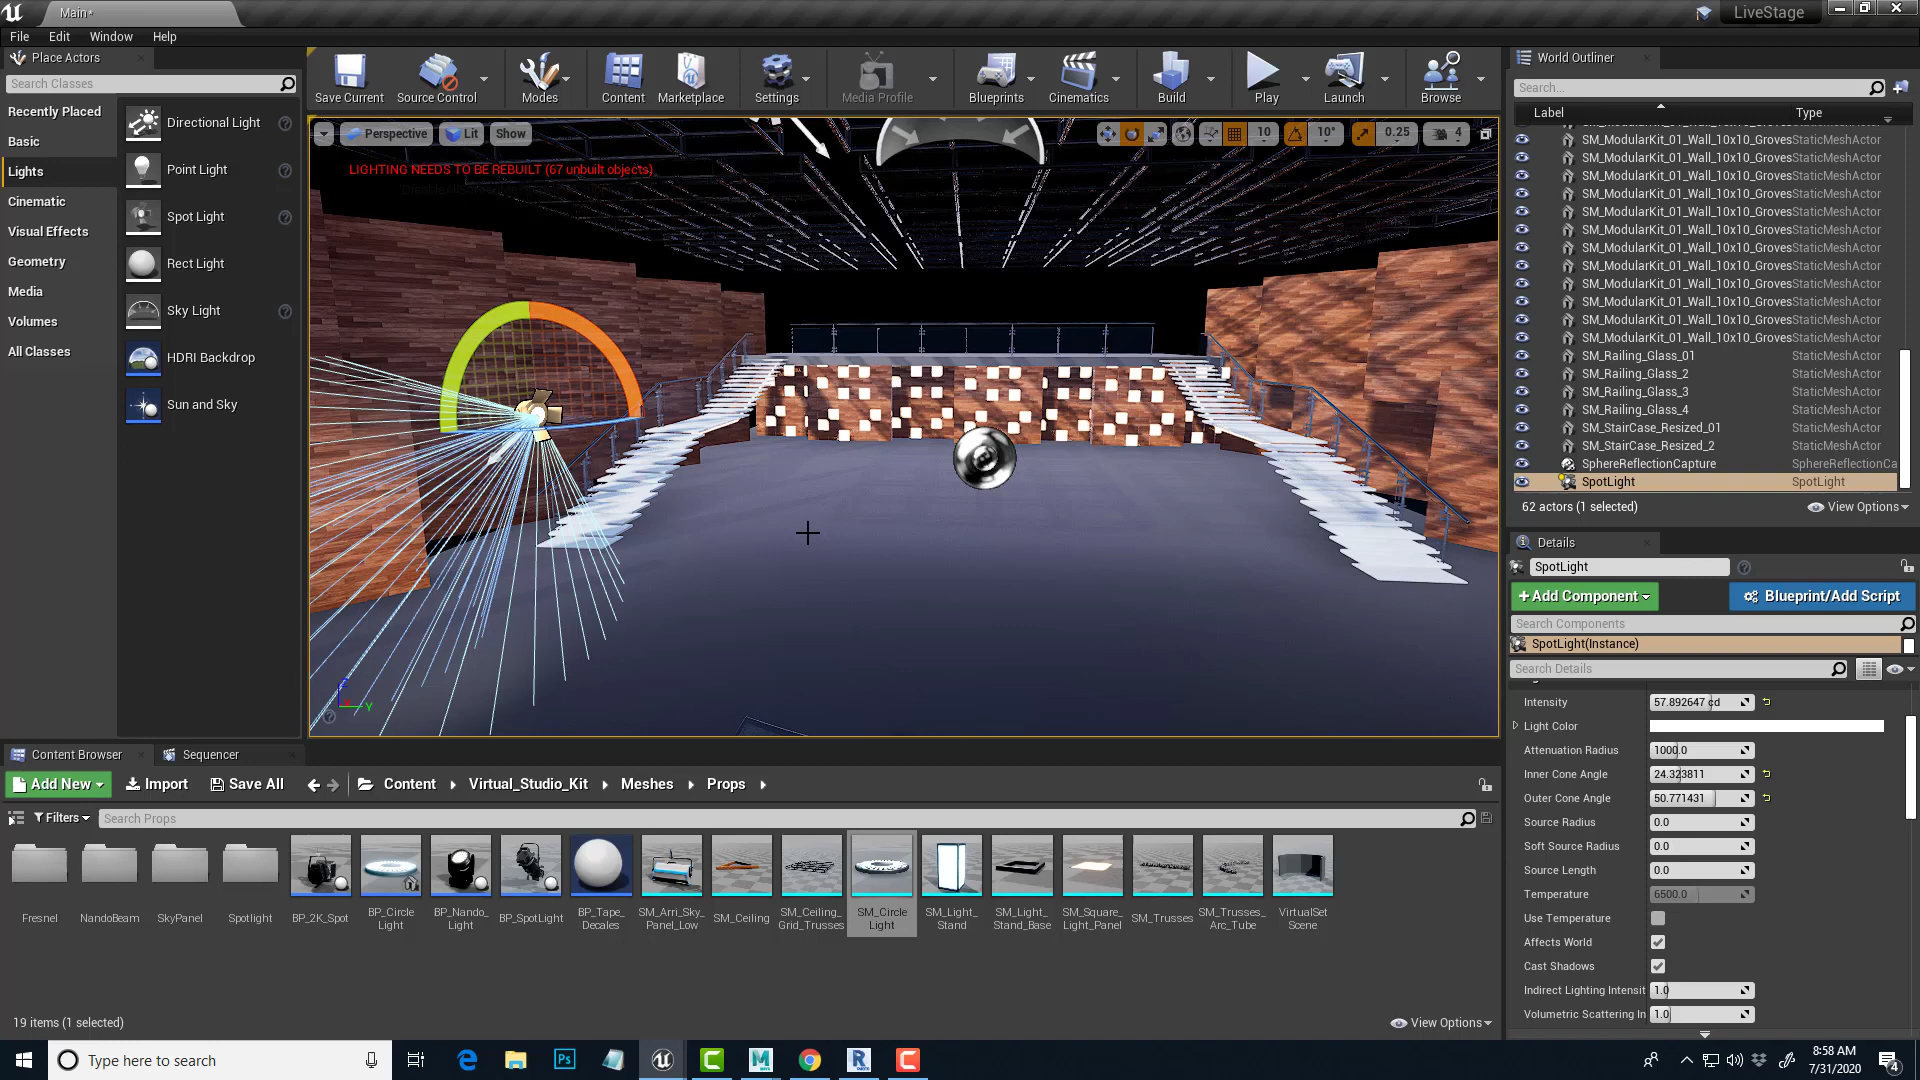 Main*
LiveStage
File Edit Window Help
Place Actors
Search Classes
Recently Placed
Basic
Lights
Cinematic
Visual Effects
Geometry
Media
Volumes
All Classes
Directional Light
Point Light
Spot Light
Rect Light
Sky Light
HDRI Backdrop
Sun and Sky
Save Current
Source Control
Modes
Content
Marketplace
Settings
Media Profile
Blueprints
Cinematics
Build
Play
Launch
Browse
Perspective Lit Show
10 10° 0.25 4
LIGHTING NEEDS TO BE REBUILT (67 unbuilt objects)
Y
World Outliner
Search...
Label Type
SM_ModularKit_01_Wall_10x10_Groves StaticMeshActor
SM_ModularKit_01_Wall_10x10_Groves StaticMeshActor
SM_ModularKit_01_Wall_10x10_Groves StaticMeshActor
SM_ModularKit_01_Wall_10x10_Groves StaticMeshActor
SM_ModularKit_01_Wall_10x10_Groves StaticMeshActor
SM_ModularKit_01_Wall_10x10_Groves StaticMeshActor
SM_ModularKit_01_Wall_10x10_Groves StaticMeshActor
SM_ModularKit_01_Wall_10x10_Groves StaticMeshActor
SM_ModularKit_01_Wall_10x10_Groves StaticMeshActor
SM_ModularKit_01_Wall_10x10_Groves StaticMeshActor
SM_ModularKit_01_Wall_10x10_Groves StaticMeshActor
SM_ModularKit_01_Wall_10x10_Groves StaticMeshActor
SM_Railing_Glass_01 StaticMeshActor
SM_Railing_Glass_2 StaticMeshActor
SM_Railing_Glass_3 StaticMeshActor
SM_Railing_Glass_4 StaticMeshActor
SM_StairCase_Resized_01 StaticMeshActor
SM_StairCase_Resized_2 StaticMeshActor
SphereReflectionCapture SphereReflectionCa
SpotLight SpotLight
62 actors (1 selected) View Options
Details
SpotLight
+Add Component Blueprint/Add Script
Search Components
SpotLight(Instance)
Search Details
Intensity 57.892647 cd
Light Color
Attenuation Radius 1000.0
Inner Cone Angle 24.323811
Outer Cone Angle 50.771431
Source Radius 0.0
Soft Source Radius 0.0
Source Length 0.0
Temperature 6500.0
Use Temperature
Affects World
Cast Shadows
Indirect Lighting Intensit 1.0
Volumetric Scattering In 1.0
Content Browser Sequencer
Add New Import Save All Content Virtual_Studio_Kit Meshes Props
Filters Search Props
Fresnel
NandoBeam
SkyPanel
Spotlight
BP_2K_Spot
BP_Circle Light
BP_Nando_ Light
BP_SpotLight
BP_Tape_ Decales
SM_Arri_Sky_ Panel_Low
SM_Ceiling
SM_Ceiling_ Grid_Trusses
SM_Circle Light
SM_Light_ Stand
SM_Light_ Stand_Base
SM_Square_ Light_Panel
SM_Trusses
SM_Trusses_ Arc_Tube
VirtualSet Scene
19 items (1 selected) View Options
Type here to search
8:58 AM
7/31/2020
4